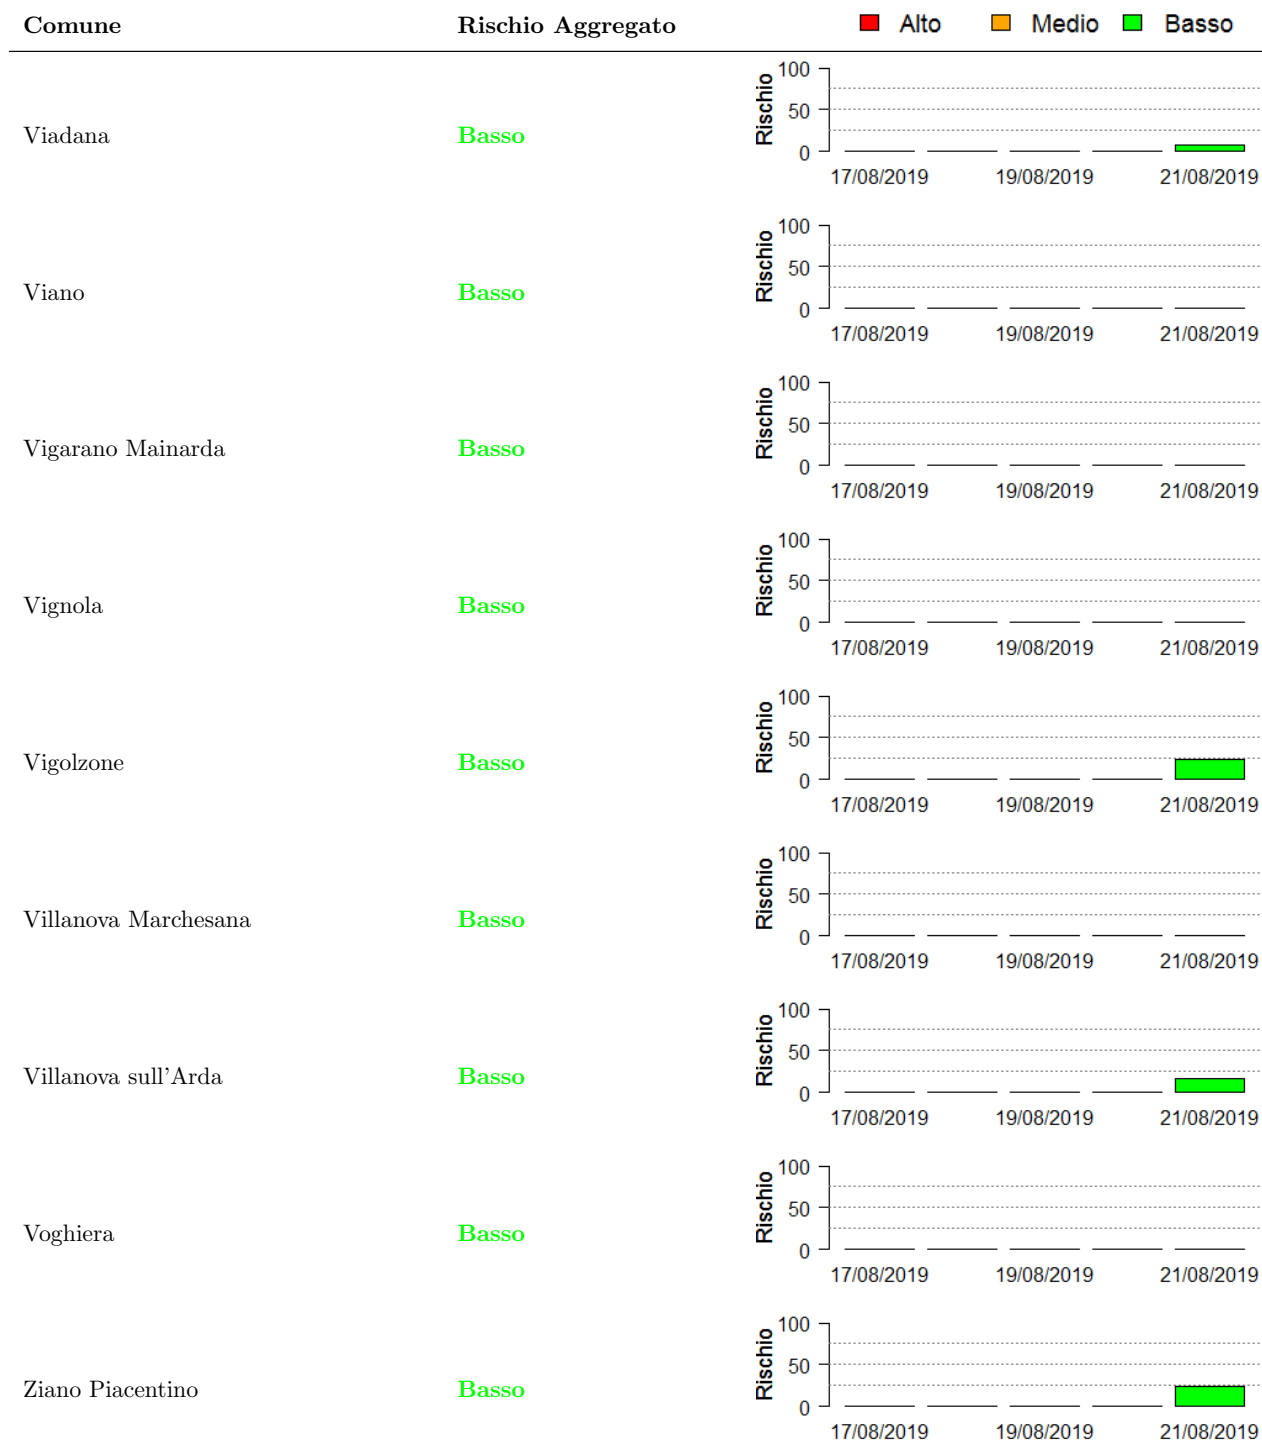 Comune Rischio Aggregato Alto Medio Basso
Viadana Basso Rischio 100 50 0
17/08/2019 19/08/2019 21/08/2019
Viano Basso Rischio 100 50 0
17/08/2019 19/08/2019 21/08/2019
Vigarano Mainarda Basso Rischio 100 50 0
17/08/2019 19/08/2019 21/08/2019
Vignola Basso Rischio 100 50 0
17/08/2019 19/08/2019 21/08/2019
Vigolzone Basso Rischio 100 50 0
17/08/2019 19/08/2019 21/08/2019
Villanova Marchesana Basso Rischio 100 50 0
17/08/2019 19/08/2019 21/08/2019
Villanova sull'Arda Basso Rischio 100 50 0
17/08/2019 19/08/2019 21/08/2019
Voghiera Basso Rischio 100 50 0
17/08/2019 19/08/2019 21/08/2019
Ziano Piacentino Basso Rischio 100 50 0
17/08/2019 19/08/2019 21/08/2019